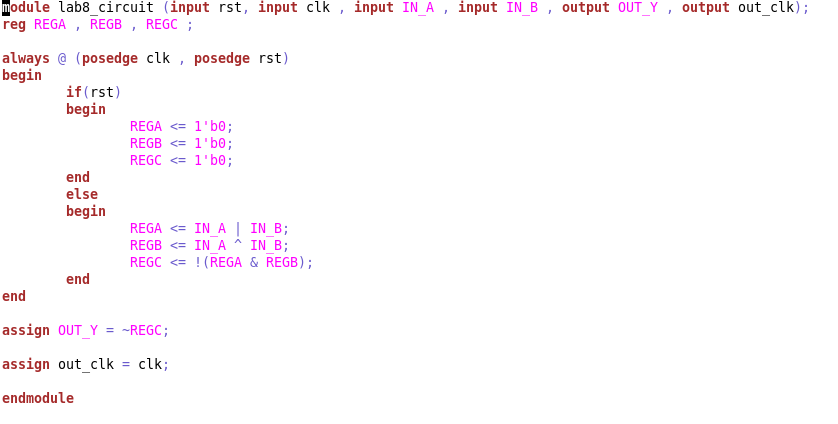 module lab8_circuit (input rst, input clk , input IN_A , input IN_B , output OUT_Y , output out_clk);
reg REGA , REGB , REGC ;
always @ (posedge clk , posedge rst)
begin
if(rst)
begin
REGA <= 1'b0;
REGB <= 1'b0;
REGC <= 1'b0;
end
else
begin
REGA <= IN_A | IN_B;
REGB <= IN_A ^ IN_B;
REGC <= !(REGA & REGB);
end
end
assign OUT_Y = ~REGC;
assign out_clk = clk;
endmodule